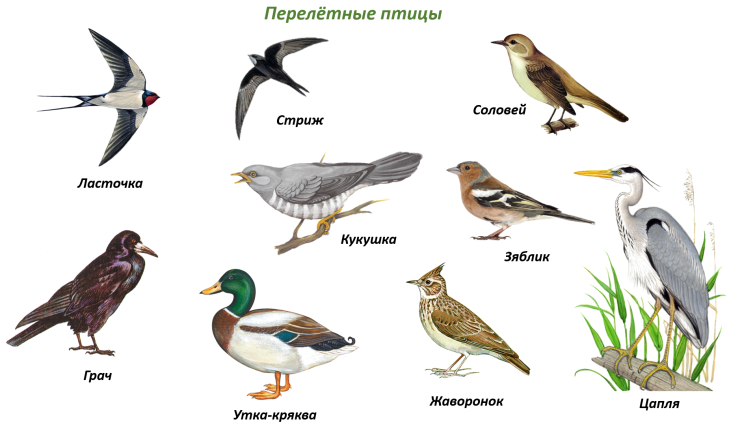 Перелётные птицы
Стриж
Соловей
Ласточка
Кукушка
Зяблик
Грач
Утка-кряква
Жаворонок
Цапля